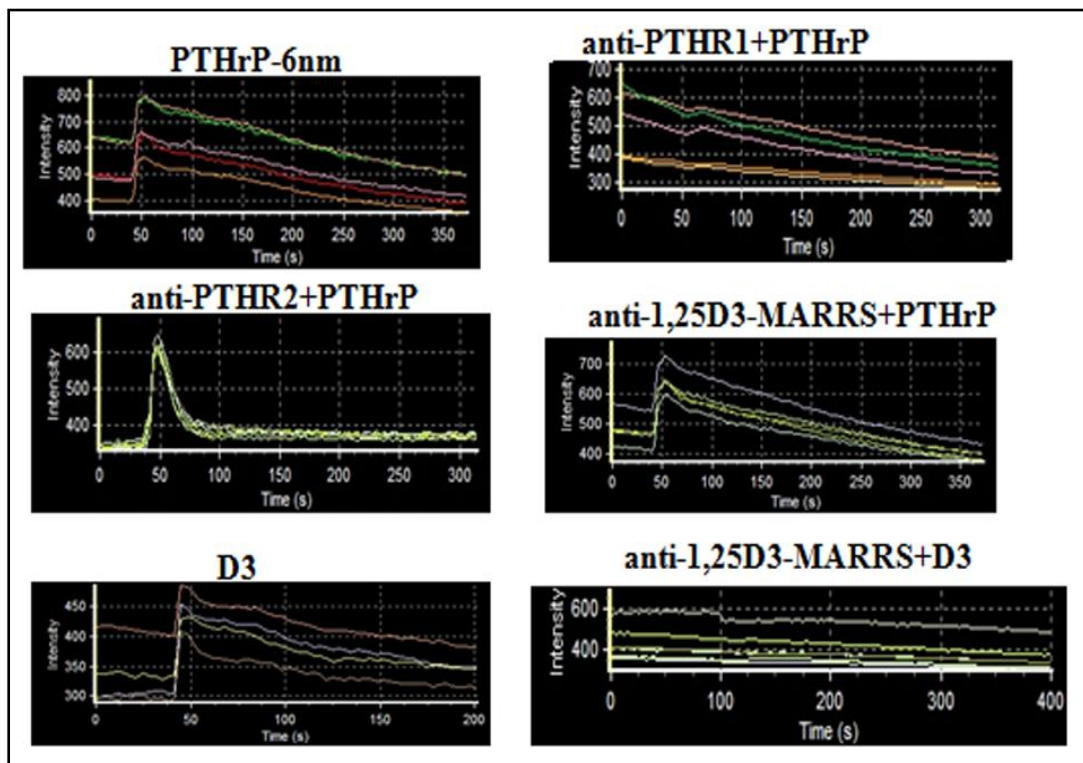 PTHrP-6nm
Intensity
800
700
600
500
400
0 50 100 150 200 250 300 350
Time (s)
anti-PTHR1+PTHrP
Intensity
700
600
500
400
300
0 50 100 150 200 250 300
Time (s)
anti-PTHR2+PTHrP
Intensity
600
500
400
0 50 100 150 200 250 300
Time (s)
anti-1,25D3-MARRS+PTHrP
Intensity
700
600
500
400
0 50 100 150 200 250 300 350
Time (s)
D3
Intensity
450
400
350
300
0 50 100 150 200
Time (s)
anti-1,25D3-MARRS+D3
Intensity
600
400
0 100 200 300 400
Time (s)